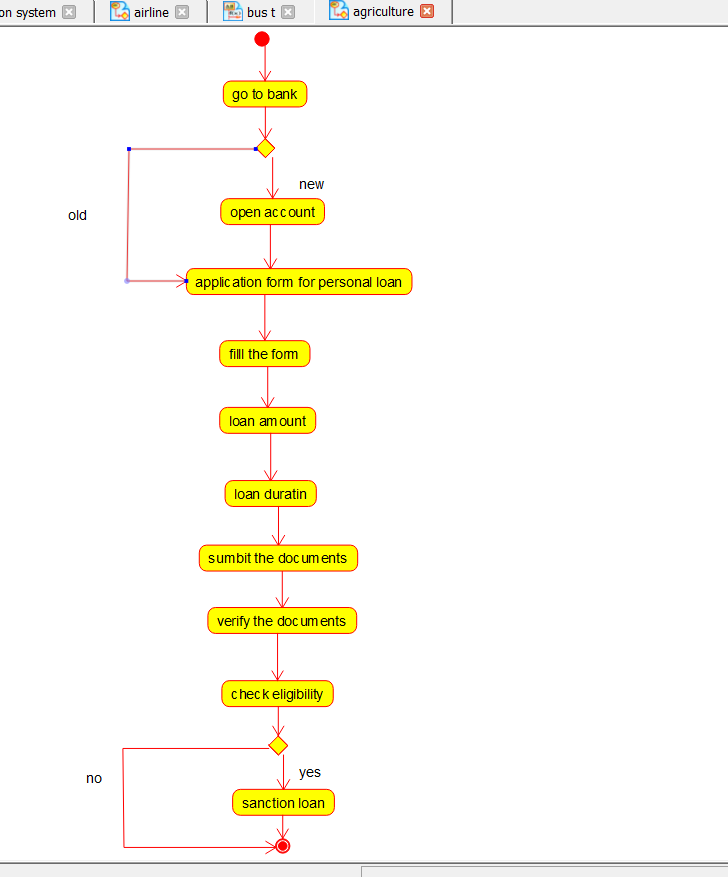 on system airline bus t agriculture
go to bank
new
old
open account
application form for personal loan
filll the form
loan amount
loan duratin
sumbit the documents
verify the documents
check eligibility
yes
no
sanction loan